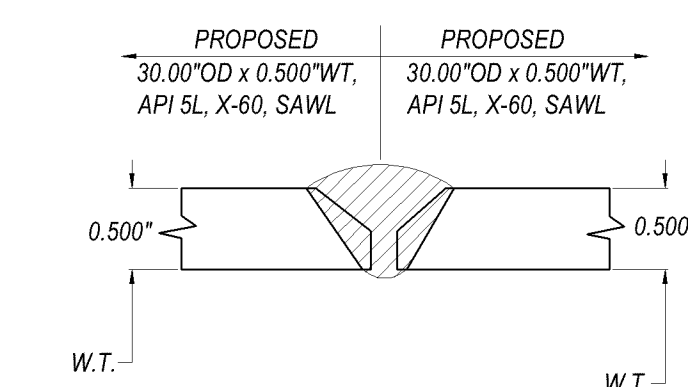 PROPOSED PROPOSED
30.00"OD x 0.500"WT, 30.00"OD x 0.500"WT,
API 5L, X-60, SAWL API 5L, X-60, SAWL
0.500" 0.500
W.T. W.T.